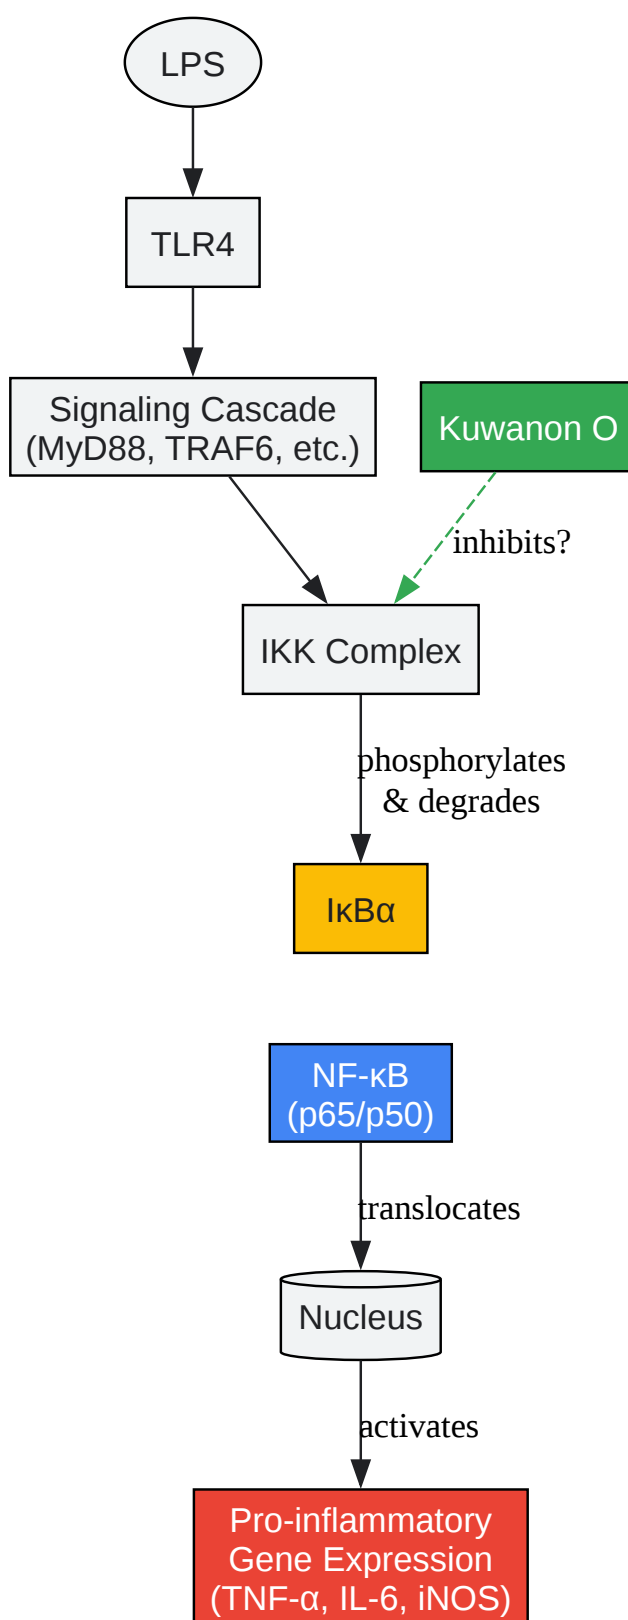 LPS
TLR4
Signaling Cascade
(MyD88, TRAF6, etc.)
Kuwanon O
inhibits?
IKK Complex
phosphorylates
& degrades
IκBα
NF-κB
(p65/p50)
translocates
Nucleus
activates
Pro-inflammatory
Gene Expression
(TNF-α, IL-6, iNOS)